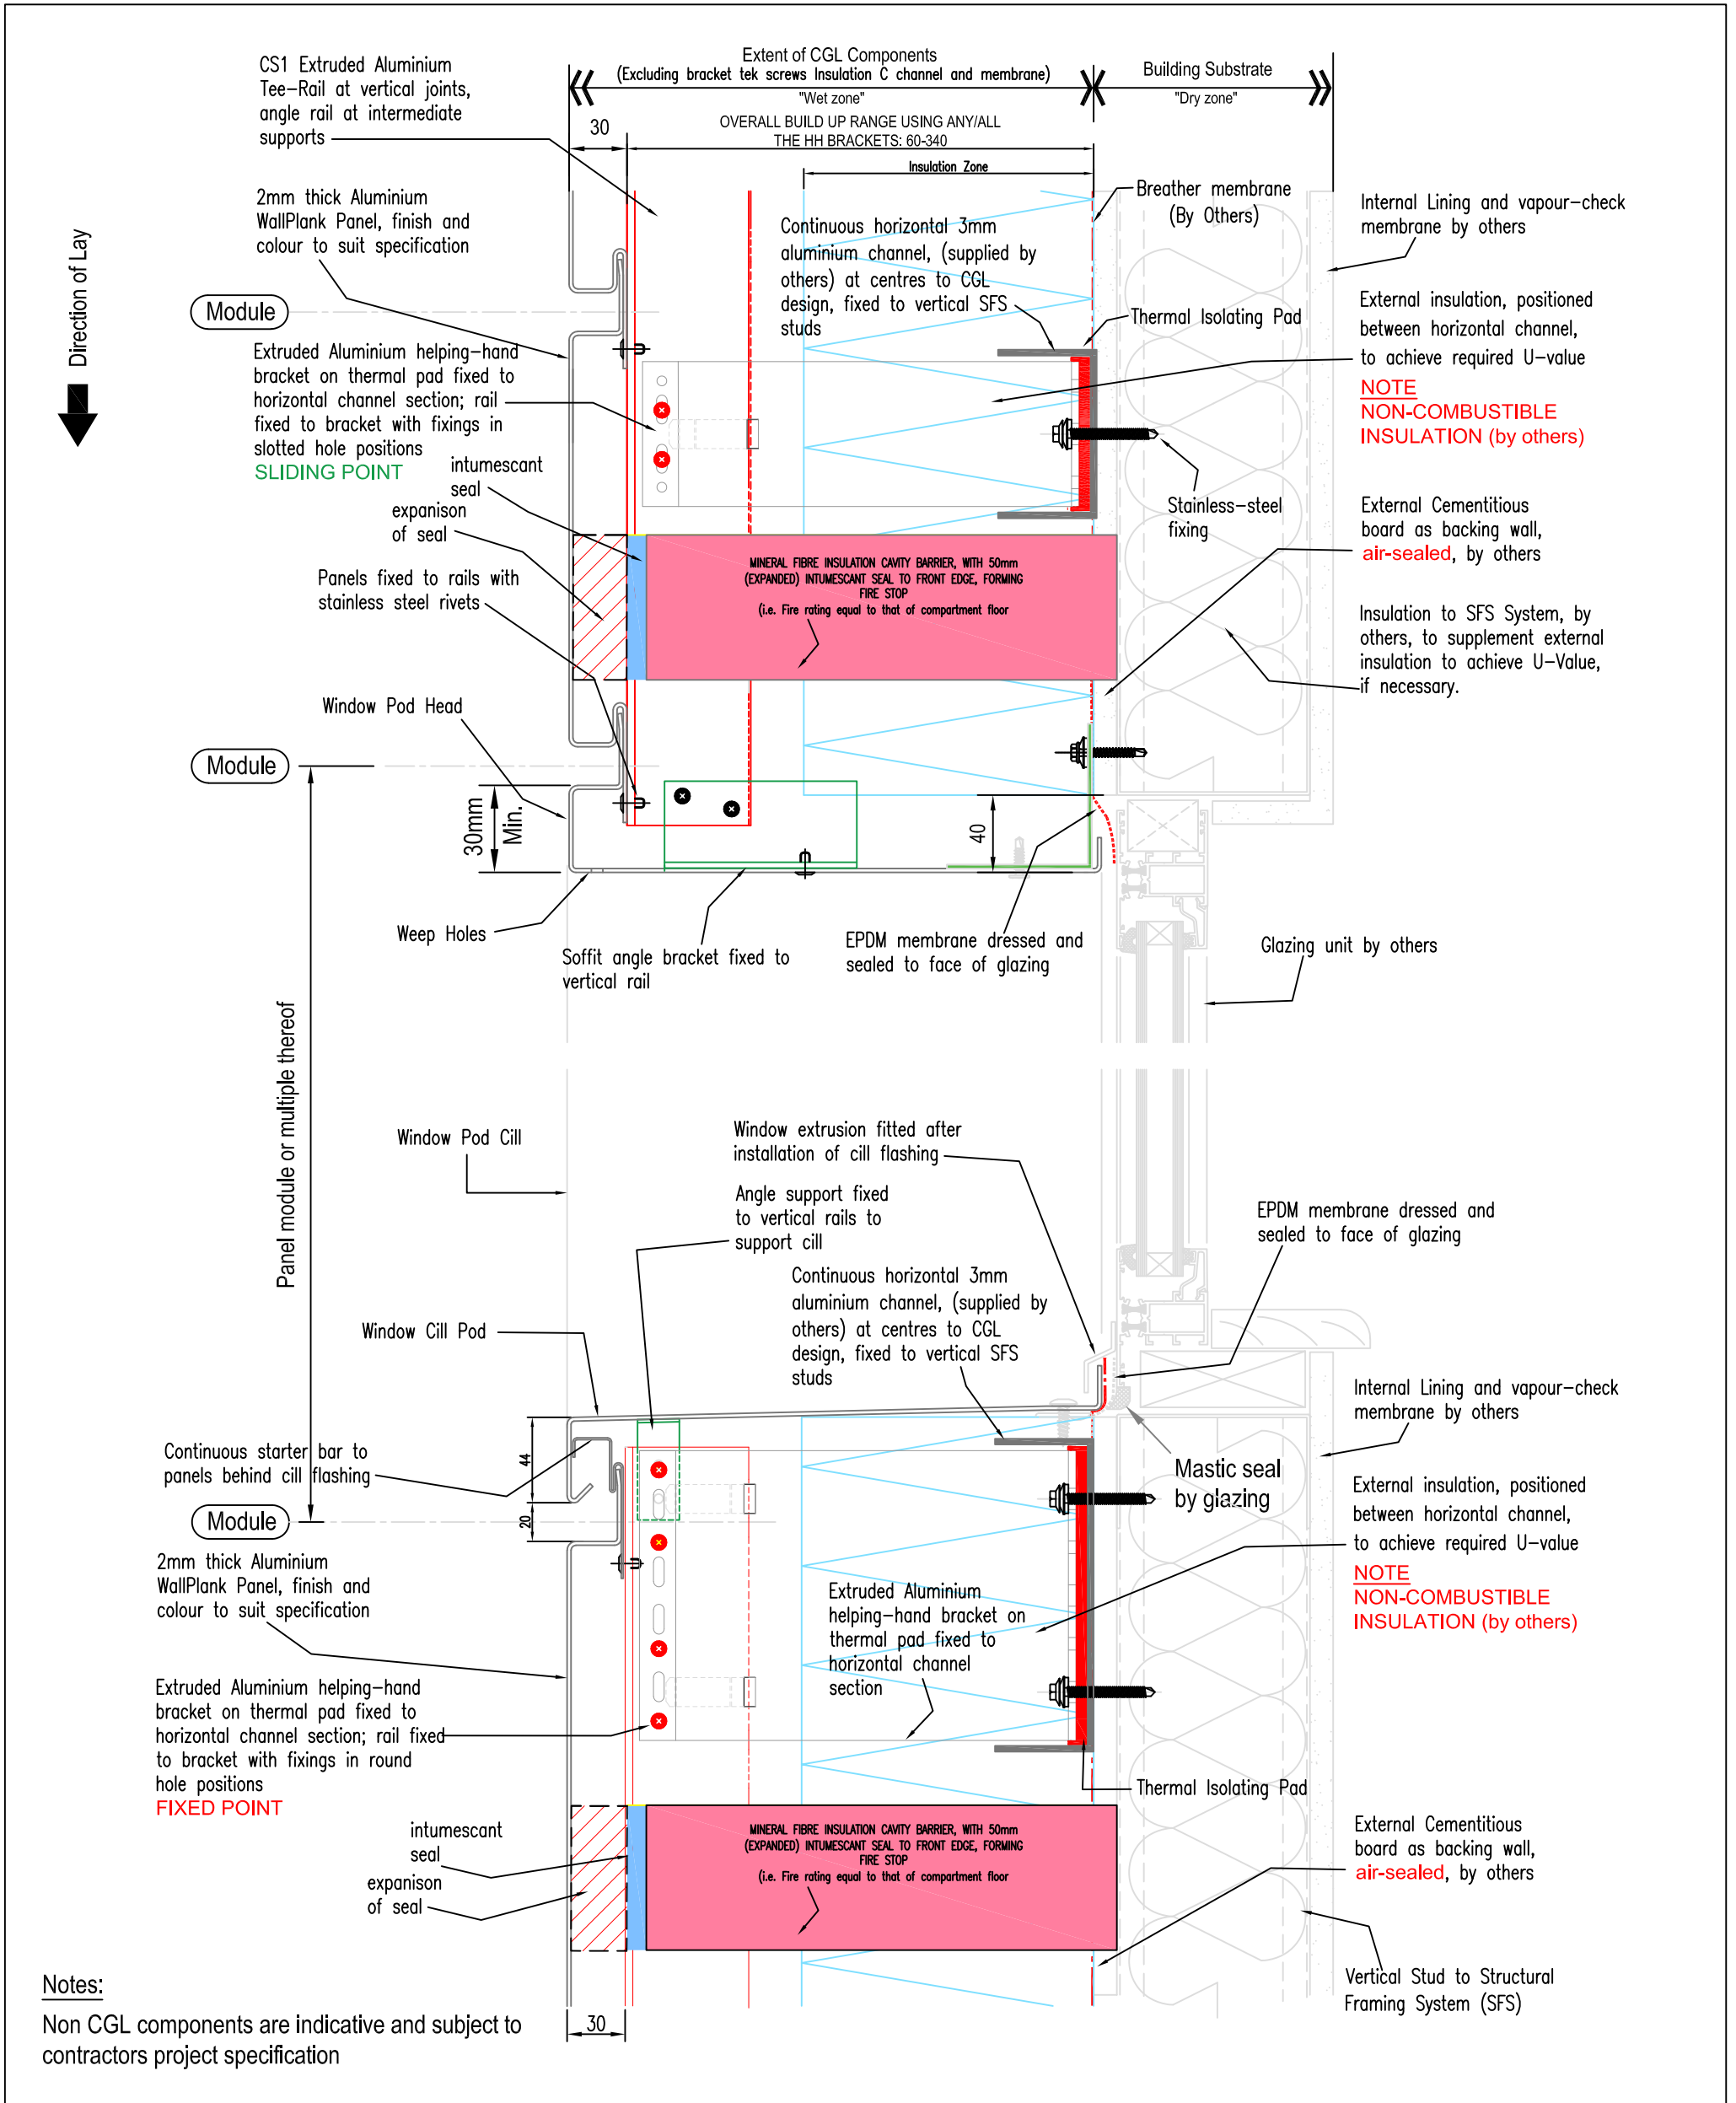 CS1 Extruded Aluminium
Tee-Rail at vertical joints,
angle rail at intermediate
supports
Extent of CGL Components
(Excluding bracket tek screws Insulation C channel and membrane)
"Wet zone"
Building Substrate
"Dry zone"
30
OVERALL BUILD UP RANGE USING ANY/ALL
THE HH BRACKETS: 60-340
Insulation Zone
2mm thick Aluminium
WallPlank Panel, finish and
colour to suit specification
Direction of Lay
Module
Continuous horizontal 3mm
aluminium channel, (supplied by
others) at centres to CGL
design, fixed to vertical SFS
studs
Breather membrane
(By Others)
Internal Lining and vapour-check
membrane by others
Thermal Isolating Pad
External insulation, positioned
between horizontal channel,
to achieve required U-value
NOTE
NON-COMBUSTIBLE
INSULATION (by others)
Extruded Aluminium helping-hand
bracket on thermal pad fixed to
horizontal channel section; rail
fixed to bracket with fixings in
slotted hole positions
SLIDING POINT
intumescant
seal
expanison
of seal
Stainless-steel
fixing
External Cementitious
board as backing wall,
air-sealed, by others
Panels fixed to rails with
stainless steel rivets
MINERAL FIBRE INSULATION CAVITY BARRIER, WITH 50mm
(EXPANDED) INTUMESCANT SEAL TO FRONT EDGE, FORMING
FIRE STOP
(i.e. Fire rating equal to that of compartment floor
Insulation to SFS System, by
others, to supplement external
insulation to achieve U-Value,
if necessary.
Window Pod Head
Module
30mm
Min.
40
Weep Holes
Soffit angle bracket fixed to
vertical rail
EPDM membrane dressed and
sealed to face of glazing
Glazing unit by others
Panel module or multiple thereof
Window Pod Cill
Window extrusion fitted after
installation of cill flashing
Angle support fixed
to vertical rails to
support cill
EPDM membrane dressed and
sealed to face of glazing
Continuous horizontal 3mm
aluminium channel, (supplied by
others) at centres to CGL
design, fixed to vertical SFS
studs
Window Cill Pod
Internal Lining and vapour-check
membrane by others
Continuous starter bar to
panels behind cill flashing
44
20
Module
Mastic seal
by glazing
External insulation, positioned
between horizontal channel,
to achieve required U-value
NOTE
NON-COMBUSTIBLE
INSULATION (by others)
2mm thick Aluminium
WallPlank Panel, finish and
colour to suit specification
Extruded Aluminium
helping-hand bracket on
thermal pad fixed to
horizontal channel
section
Extruded Aluminium helping-hand
bracket on thermal pad fixed to
horizontal channel section; rail fixed
to bracket with fixings in round
hole positions
FIXED POINT
Thermal Isolating Pad
intumescant
seal
expanison
of seal
MINERAL FIBRE INSULATION CAVITY BARRIER, WITH 50mm
(EXPANDED) INTUMESCANT SEAL TO FRONT EDGE, FORMING
FIRE STOP
(i.e. Fire rating equal to that of compartment floor
External Cementitious
board as backing wall,
air-sealed, by others
Vertical Stud to Structural
Framing System (SFS)
30
Notes:
Non CGL components are indicative and subject to
contractors project specification